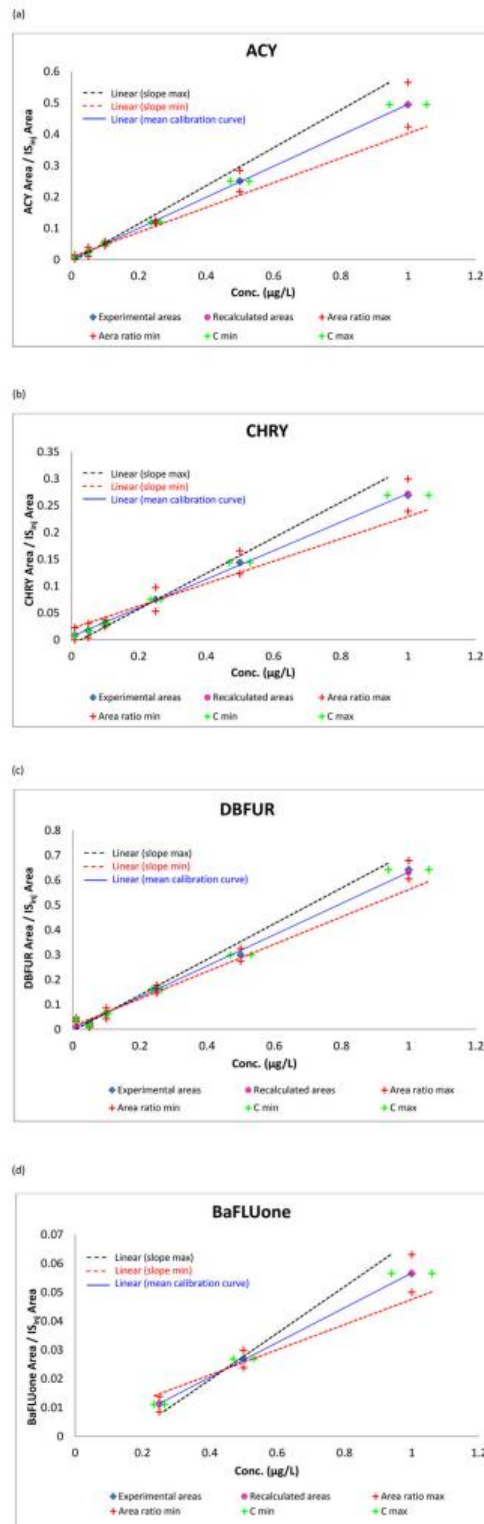 (a)
ACY
0.6
0.5
0.4
0.3
0.2
0.1
0
Linear (slope max)
Linear (slope min)
Linear (mean calibration curve)
ACY Area / ISinj Area
0 0.2 0.4 0.6 0.8 1 1.2
Conc. (µg/L)
Experimental areas Recalculated areas Area ratio max
Aera ratio min C min C max
(b)
CHRY
0.35
0.3
0.25
0.2
0.15
0.1
0.05
0
Linear (slope max)
Linear (slope min)
Linear (mean calibration curve)
CHRY Area / ISinj Area
0 0.2 0.4 0.6 0.8 1 1.2
Conc. (µg/L)
Experimental areas Recalculated areas Area ratio max
Area ratio min C min C max
(c)
DBFUR
0.8
0.7
0.6
0.5
0.4
0.3
0.2
0.1
0
Linear (slope max)
Linear (slope min)
Linear (mean calibration curve)
DBFUR Area / ISinj Area
0 0.2 0.4 0.6 0.8 1 1.2
Conc. (µg/L)
Experimental areas Recalculated areas Area ratio max
Area ratio min C min C max
(d)
BaFLUone
0.07
0.06
0.05
0.04
0.03
0.02
0.01
0
Linear (slope max)
Linear (slope min)
Linear (mean calibration curve)
BaFLUone Area / ISinj Area
0 0.2 0.4 0.6 0.8 1 1.2
Conc. (µg/L)
Experimental areas Recalculated areas Area ratio max
Area ratio min C min C max